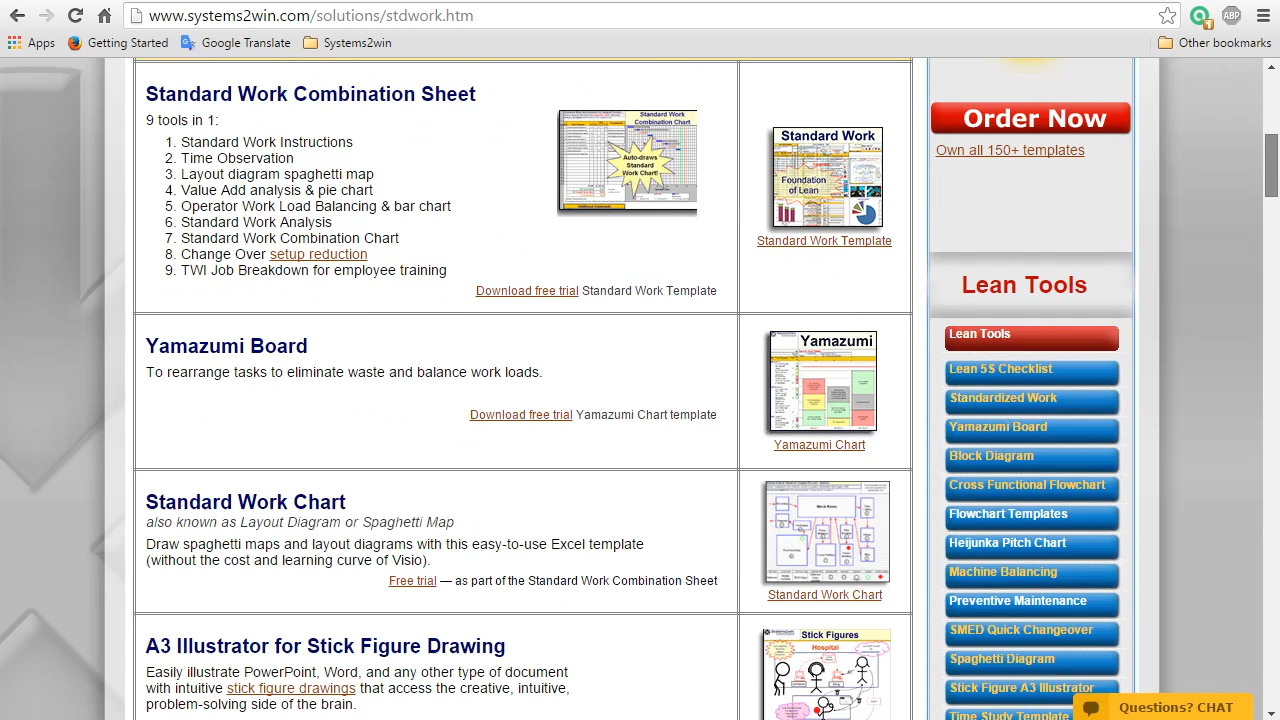 www.systems2win.com/solutions/stdwork.htm
1
ABP
Apps
Getting Started
Google Translate
Systems2win
Other bookmarks
Standard Work Combination Sheet
9 tools in 1:
1. Standard Work Instructions
2. Time Observation
3. Layout diagram spaghetti map
4. Value Add analysis & pie chart
5. Operator Work Load Balancing & bar chart
6. Standard Work Analysis
7. Standard Work Combination Chart
8. Change Over setup reduction
9. TWI Job Breakdown for employee training
Download free trial Standard Work Template
Standard Work
Combination Chart
Auto-draws
Standard
Work Chart!
Standard Work
Foundation
of Lean
Standard Work Template
Yamazumi Board
To rearrange tasks to eliminate waste and balance work loads.
Download free trial Yamazumi Chart template
Yamazumi
Yamazumi Chart
Standard Work Chart
also known as Layout Diagram or Spaghetti Map
Draw spaghetti maps and layout diagrams with this easy-to-use Excel template
(without the cost and learning curve of Visio).
Free trial — as part of the Standard Work Combination Sheet
Standard Work Chart
A3 Illustrator for Stick Figure Drawing
Easily illustrate PowerPoint, Word, and any other type of document
with intuitive stick figure drawings that access the creative, intuitive,
problem-solving side of the brain.
Stick Figures
Hospital
Order Now
Own all 150+ templates
Lean Tools
Lean Tools
Lean 5S Checklist
Standardized Work
Yamazumi Board
Block Diagram
Cross Functional Flowchart
Flowchart Templates
Heijunka Pitch Chart
Machine Balancing
Preventive Maintenance
SMED Quick Changeover
Spaghetti Diagram
Stick Figure A3 Illustrator
Time Study Template
Questions? CHAT